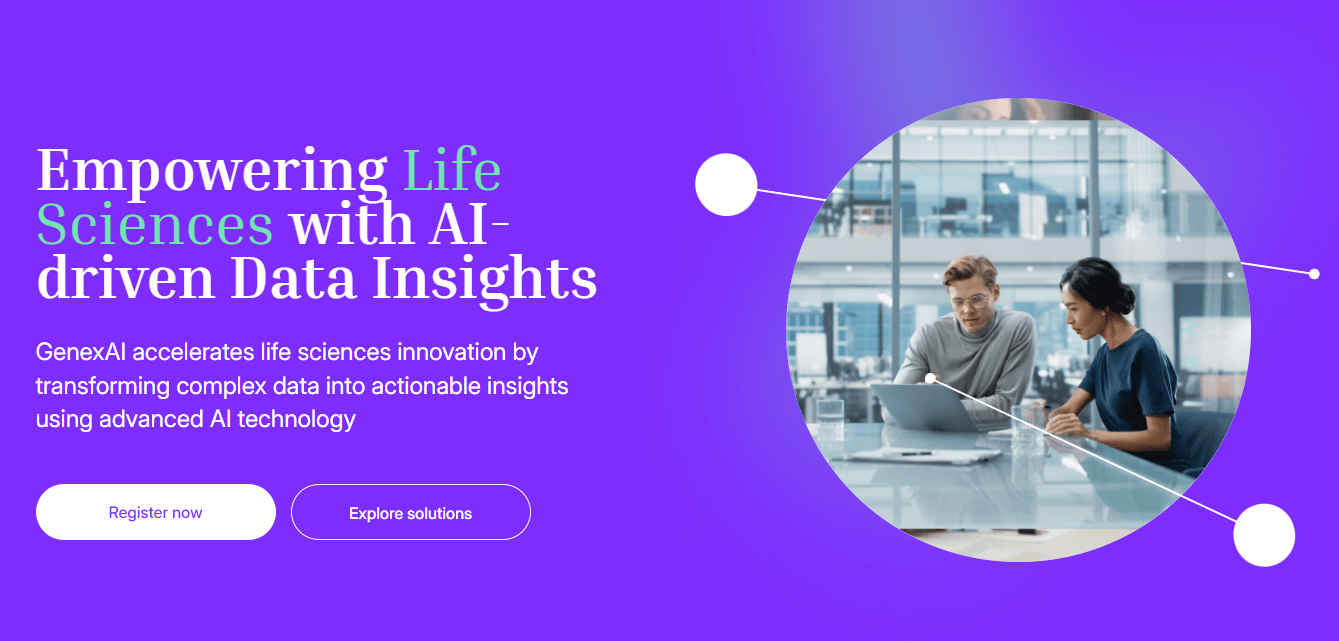 Empowering Life
Sciences with AI-
driven Data Insights
GenexAI accelerates life sciences innovation by
transforming complex data into actionable insights
using advanced AI technology
Register now
Explore solutions